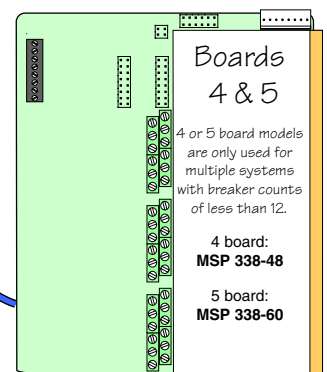 Boards
4 & 5
4 or 5 board models
are only used for
multiple systems
with breaker counts
of less than 12.
4 board:
MSP 338-48
5 board:
MSP 338-60